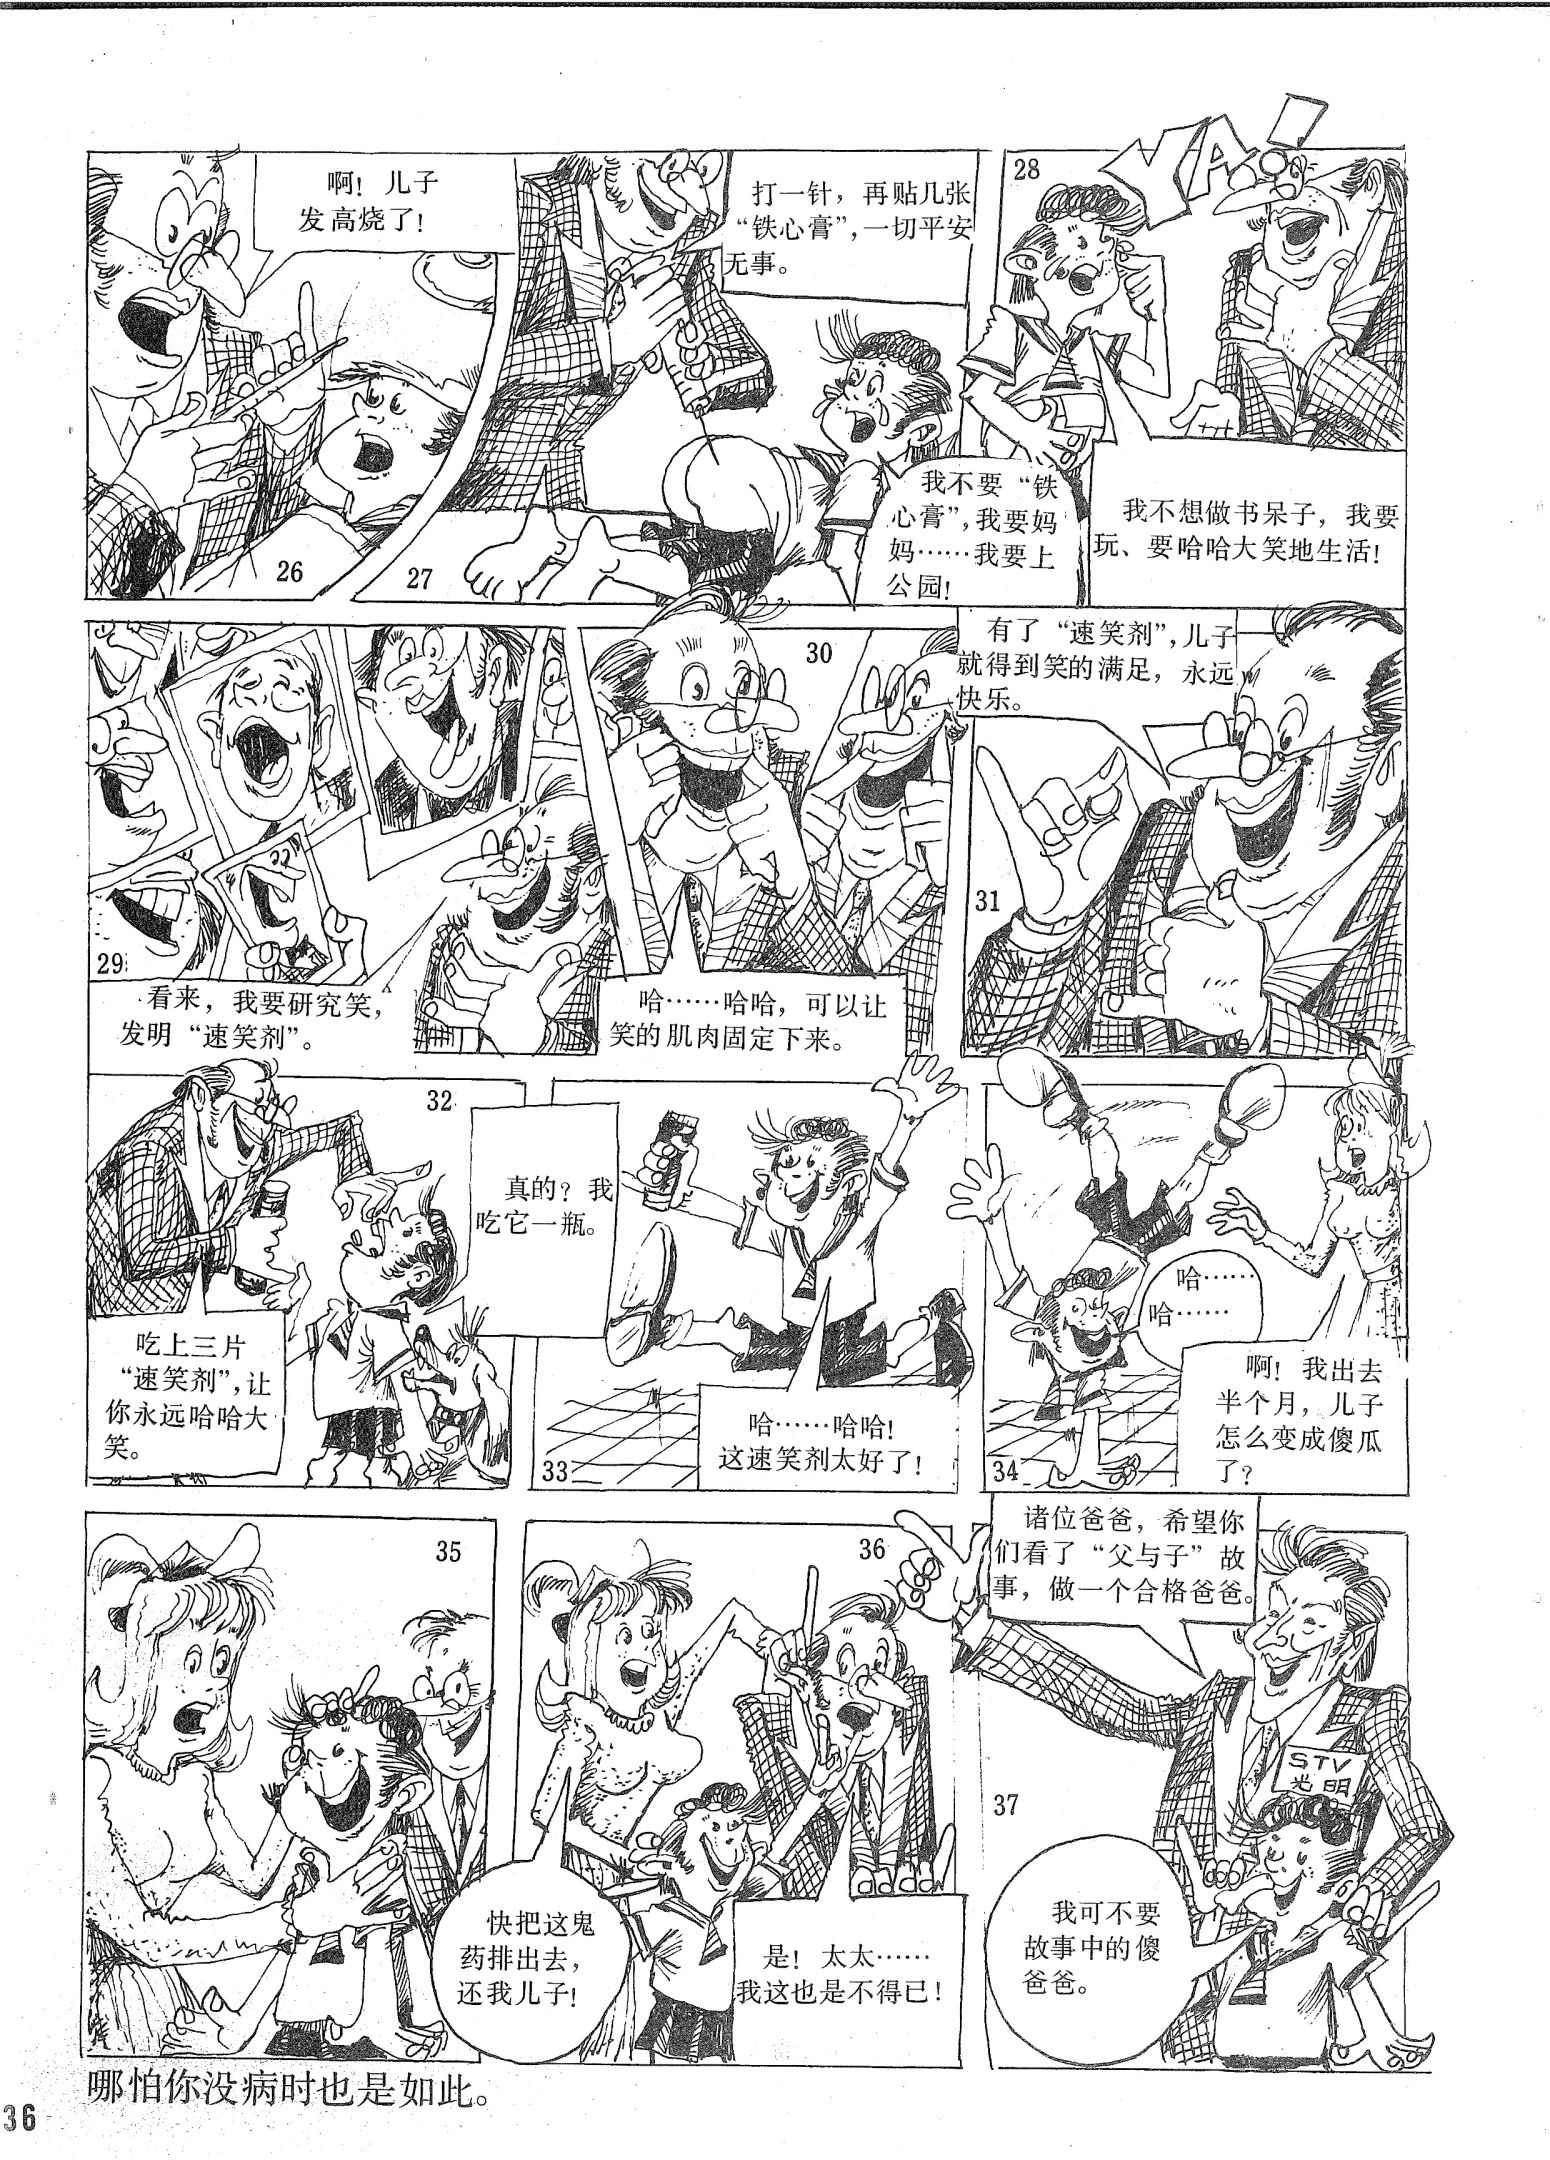 啊！儿子
发高烧了！
26
打一针，再贴几张
“铁心膏”，一切平安
无事。
27
我不要“铁
心膏”，我要妈
妈……我要上
公园！
28
YA!
我不想做书呆子，我要
玩、要哈哈大笑地生活！
29
看来，我要研究笑，
发明“速笑剂”。
30
哈……哈哈，可以让
笑的肌肉固定下来。
有了“速笑剂”，儿子
就得到笑的满足，永远
快乐。
31
32
吃上三片
“速笑剂”，让
你永远哈哈大
笑。
真的？我
吃它一瓶。
哈……哈哈！
这速笑剂太好了！
33
哈……
哈……
啊！我出去
半个月，儿子
怎么变成傻瓜
了？
34
35
快把这鬼
药排出去，
还我儿子！
36
是！太太……
我这也是不得已！
诸位爸爸，希望你
们看了“父与子”故
事，做一个合格爸爸。
STV
光明
37
我可不要
故事中的傻
爸爸。
哪怕你没病时也是如此。
36